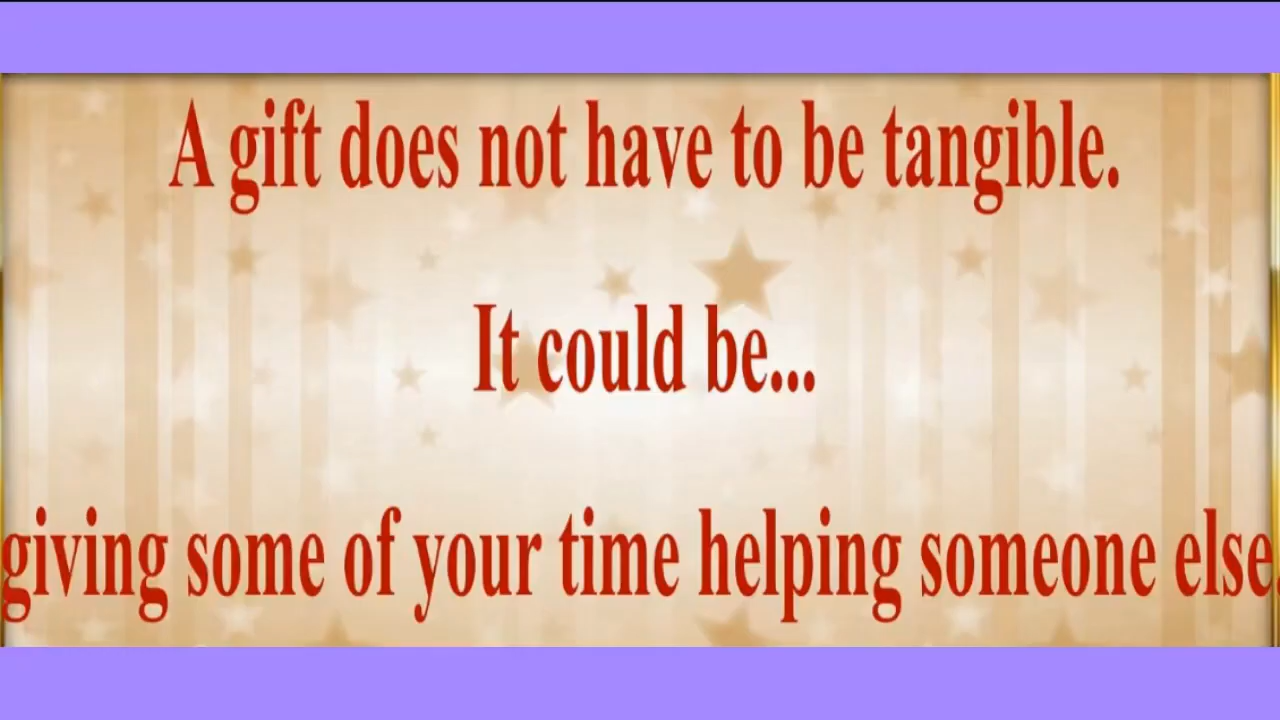 A gift does not have to be tangible.
It could be...
giving some of your time helping someone else.